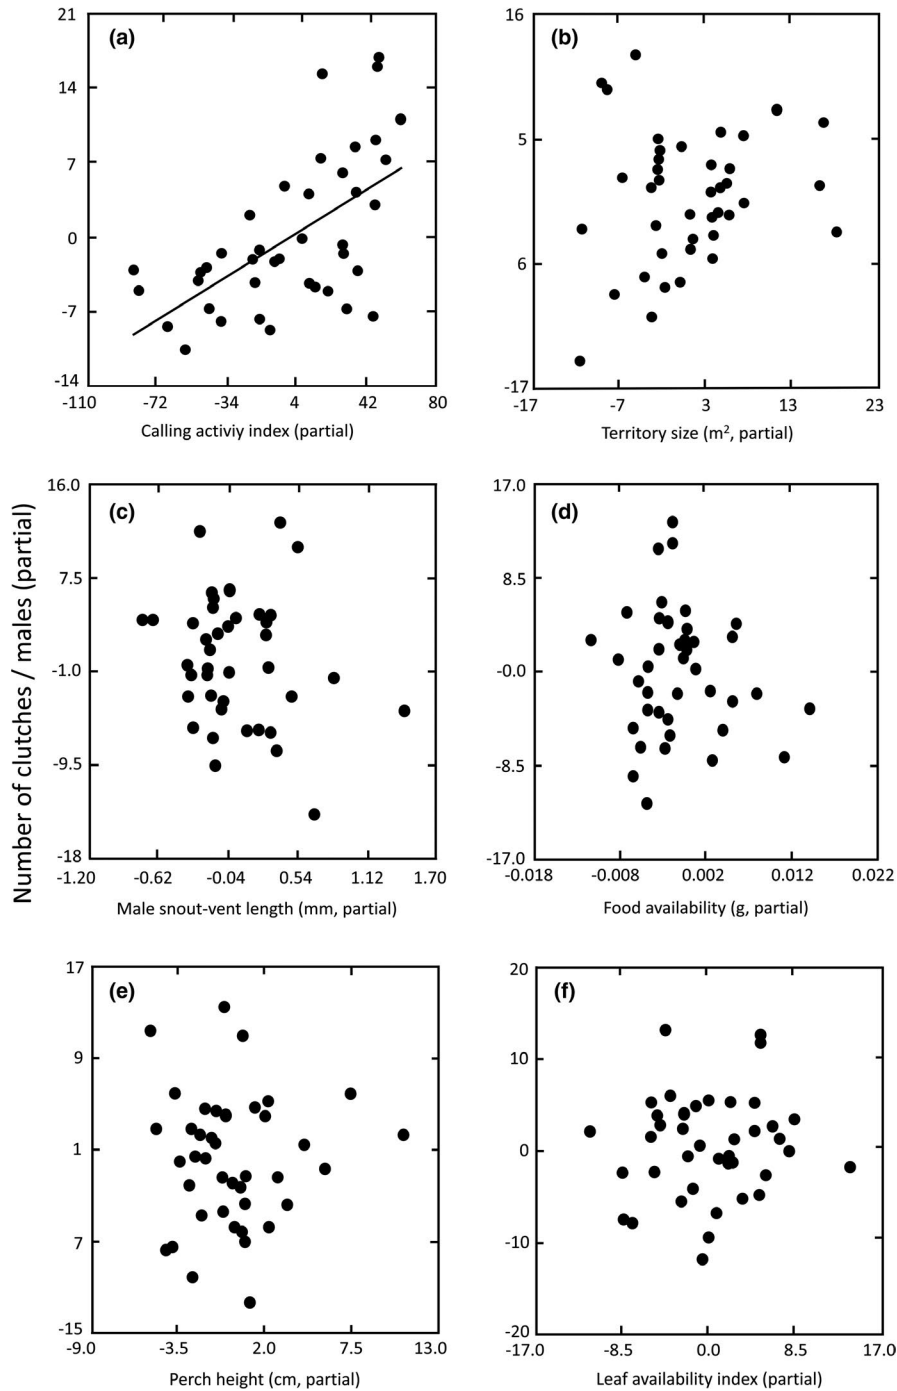 Number of clutches / males (partial)
(a)
21
14
7
0
-7
-14
-110 -72 -34 4 42 80
Calling activiy index (partial)
(b)
16
5
6
-17
-17 -7 3 13 23
Territory size (m², partial)
(c)
16.0
7.5
-1.0
-9.5
-18
-1.20 -0.62 -0.04 0.54 1.12 1.70
Male snout-vent length (mm, partial)
(d)
17.0
8.5
-0.0
-8.5
-17.0
-0.018 -0.008 0.002 0.012 0.022
Food availability (g, partial)
(e)
17
9
1
7
-15
-9.0 -3.5 2.0 7.5 13.0
Perch height (cm, partial)
(f)
20
10
0
-10
-20
-17.0 -8.5 0.0 8.5 17.0
Leaf availability index (partial)